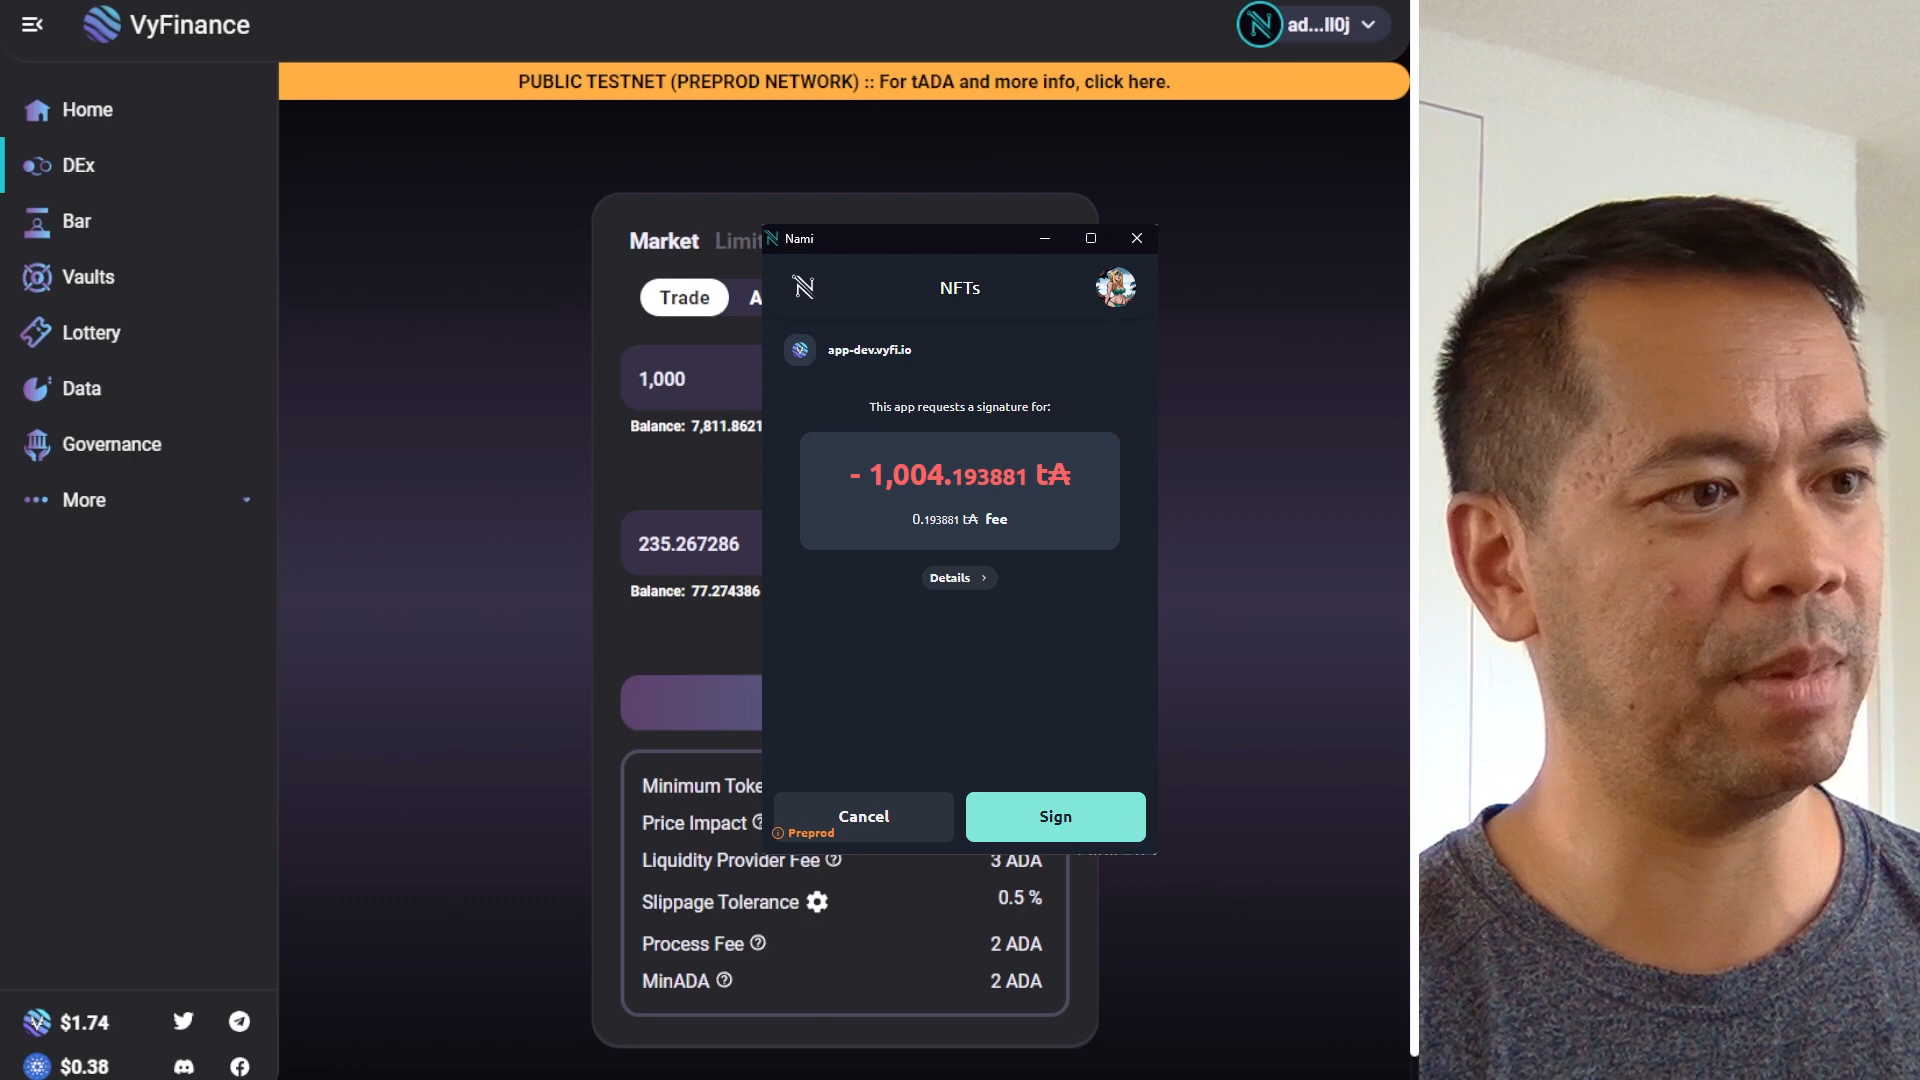 VyFinance
ad...ll0j
PUBLIC TESTNET (PREPROD NETWORK) :: For tADA and more info, click here.
Home
DEx
Bar
Vaults
Lottery
Data
Governance
More
$1.74
$0.38
Market Limit
Trade
1,000
Balance: 7,811.8621
235.267286
Balance: 77.274386
Minimum Toke
Price Impact
Liquidity Provider Fee 3 ADA
Slippage Tolerance 0.5 %
Process Fee 2 ADA
MinADA 2 ADA
Nami
NFTs
app-dev.vyfi.io
This app requests a signature for:
- 1,004.193881 t₳
0.193881 t₳ fee
Details
Cancel
Sign
Preprod